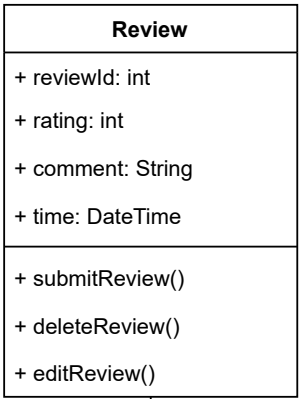 Review
+ reviewId: int
+ rating: int
+ comment: String
+ time: DateTime
+ submitReview()
+ deleteReview()
+ editReview()